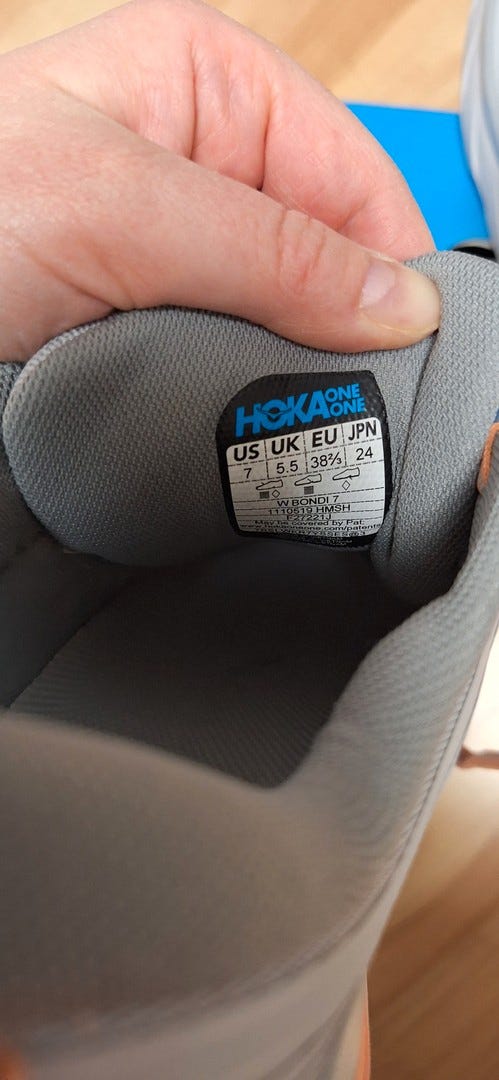 HOKA ONE ONE
US UK EU JPN
7 5.5 38⅔ 24
W BONDI 7
1110519 HMSH
F27221J
May be covered by Pat.